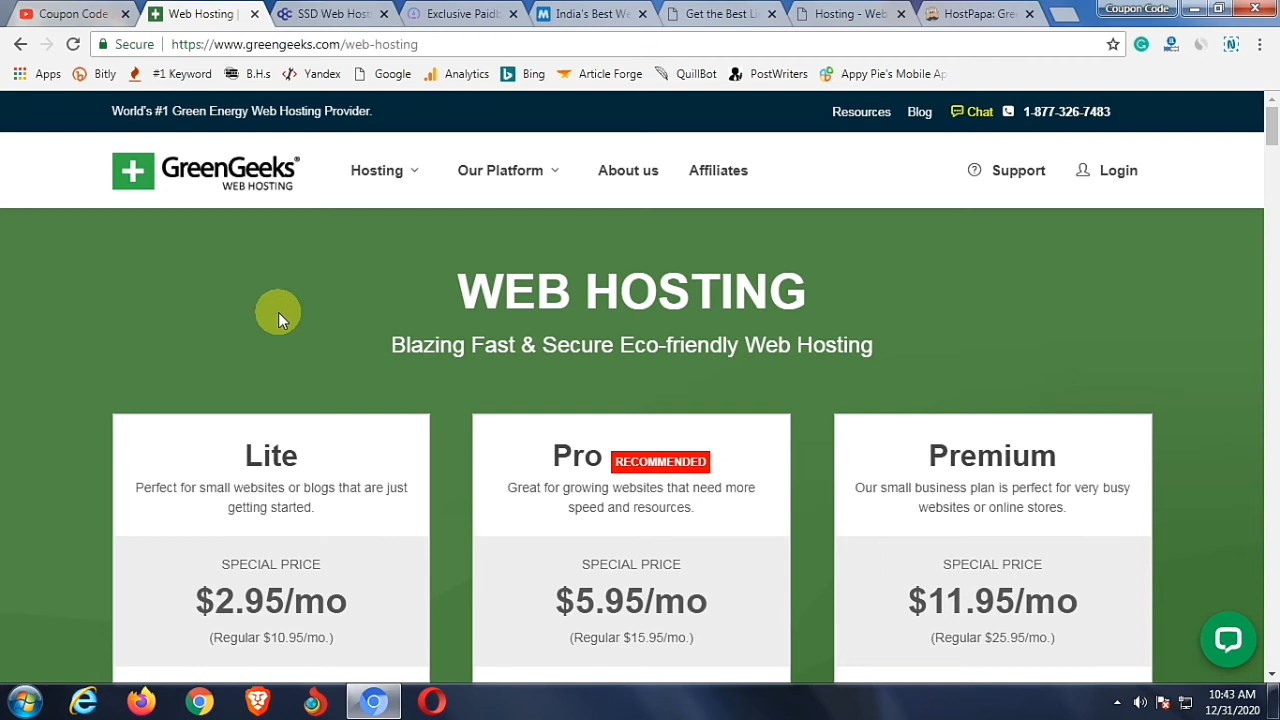 Coupon Code
Coupon Code
Web Hosting |
SSD Web Host
Exclusive Paidb
India's Best We
Get the Best Li
Hosting - Web
HostPapa: Gre
Secure
https://www.greengeeks.com/web-hosting
Apps
Bitly
#1 Keyword
B.H.s
Yandex
Google
Analytics
Bing
Article Forge
QuillBot
PostWriters
Appy Pie's Mobile Ap
World's #1 Green Energy Web Hosting Provider.
Resources
Blog
Chat
1-877-326-7483
GreenGeeks®
WEB HOSTING
Hosting
Our Platform
About us
Affiliates
Support
Login
WEB HOSTING
Blazing Fast & Secure Eco-friendly Web Hosting
Lite
Perfect for small websites or blogs that are just
getting started.
SPECIAL PRICE
$2.95/mo
(Regular $10.95/mo.)
Pro RECOMMENDED
Great for growing websites that need more
speed and resources.
SPECIAL PRICE
$5.95/mo
(Regular $15.95/mo.)
Premium
Our small business plan is perfect for very busy
websites or online stores.
SPECIAL PRICE
$11.95/mo
(Regular $25.95/mo.)
10:43 AM
12/31/2020